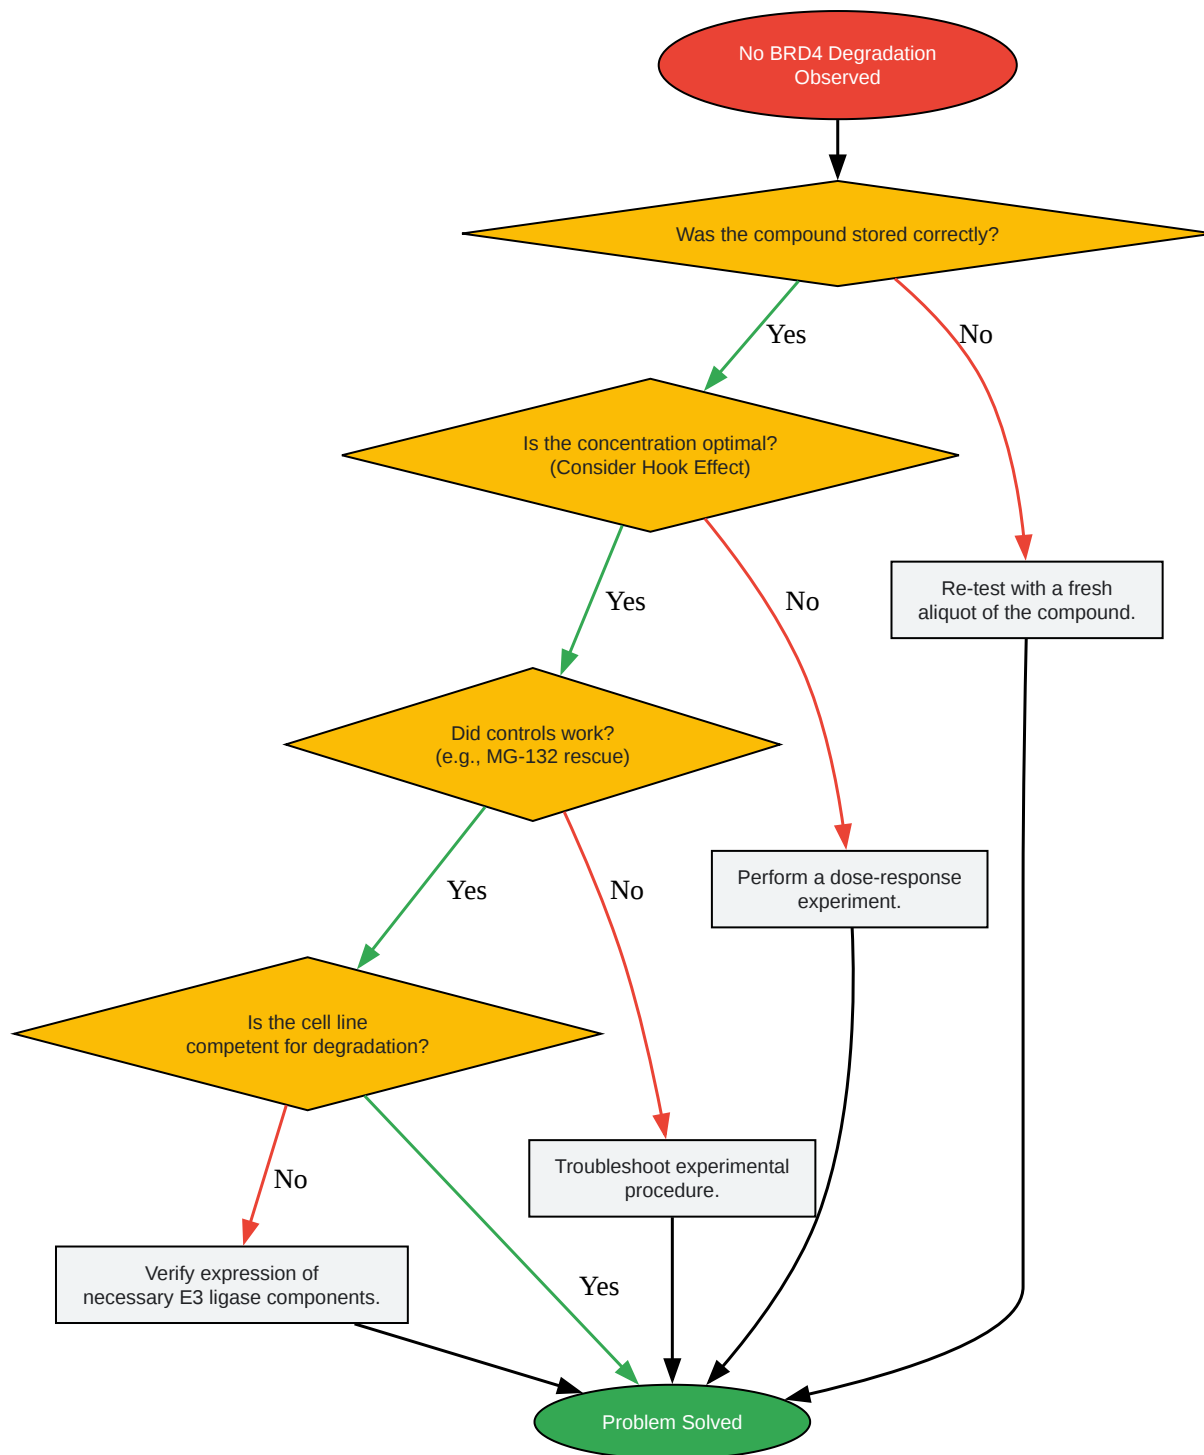 No BRD4 Degradation
Observed
Was the compound stored correctly?
Yes
No
Is the concentration optimal?
(Consider Hook Effect)
Re-test with a fresh
aliquot of the compound.
Yes
No
Did controls work?
(e.g., MG-132 rescue)
Perform a dose-response
experiment.
Yes
No
Is the cell line
competent for degradation?
Troubleshoot experimental
procedure.
No
Yes
Verify expression of
necessary E3 ligase components.
Problem Solved